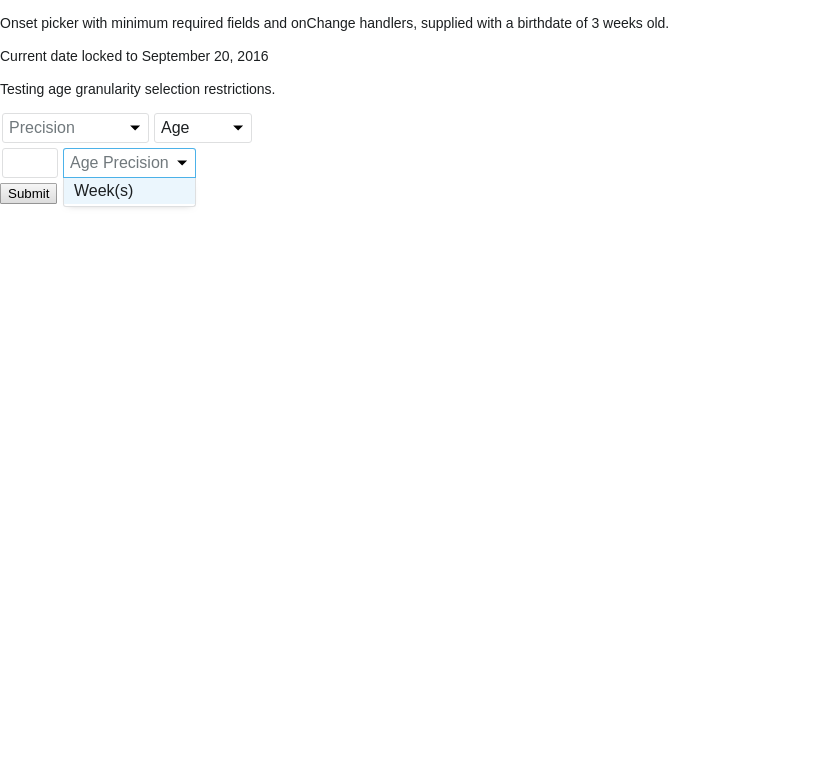 Onset picker with minimum required fields and onChange handlers, supplied with a birthdate of 3 weeks old.
Current date locked to September 20, 2016
Testing age granularity selection restrictions.
Precision Age
Age Precision
Week(s)
Submit